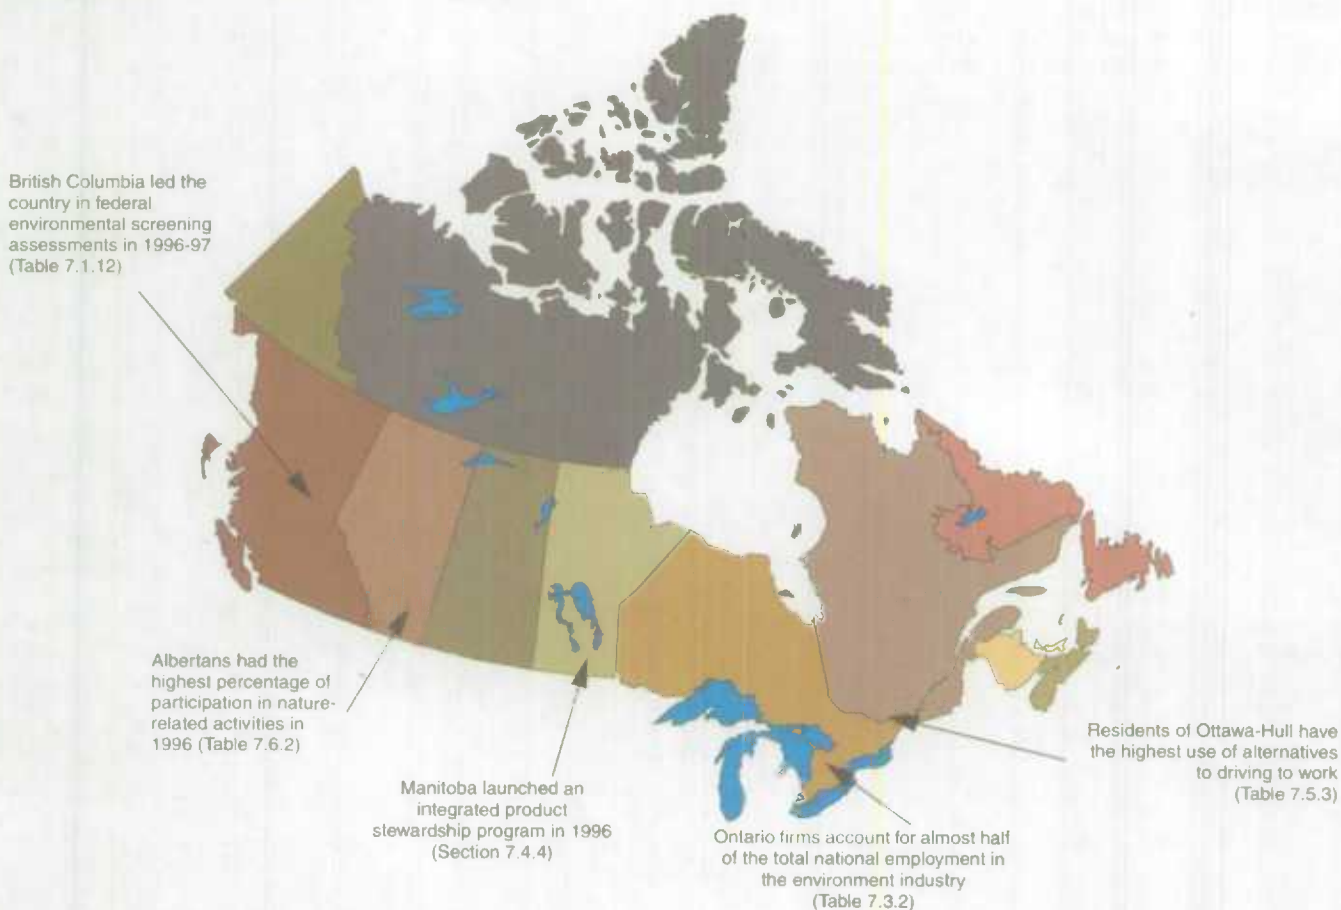 British Columbia led the
country in federal
environmental screening
assessments in 1996-97
(Table 7.1.12)
Albertans had the
highest percentage of
participation in nature-
related activities in
1996 (Table 7.6.2)
Manitoba launched an
integrated product
stewardship program in 1996
(Section 7.4.4)
Ontario firms account for almost half
of the total national employment in
the environment industry
(Table 7.3.2)
Residents of Ottawa-Hull have
the highest use of alternatives
to driving to work
(Table 7.5.3)